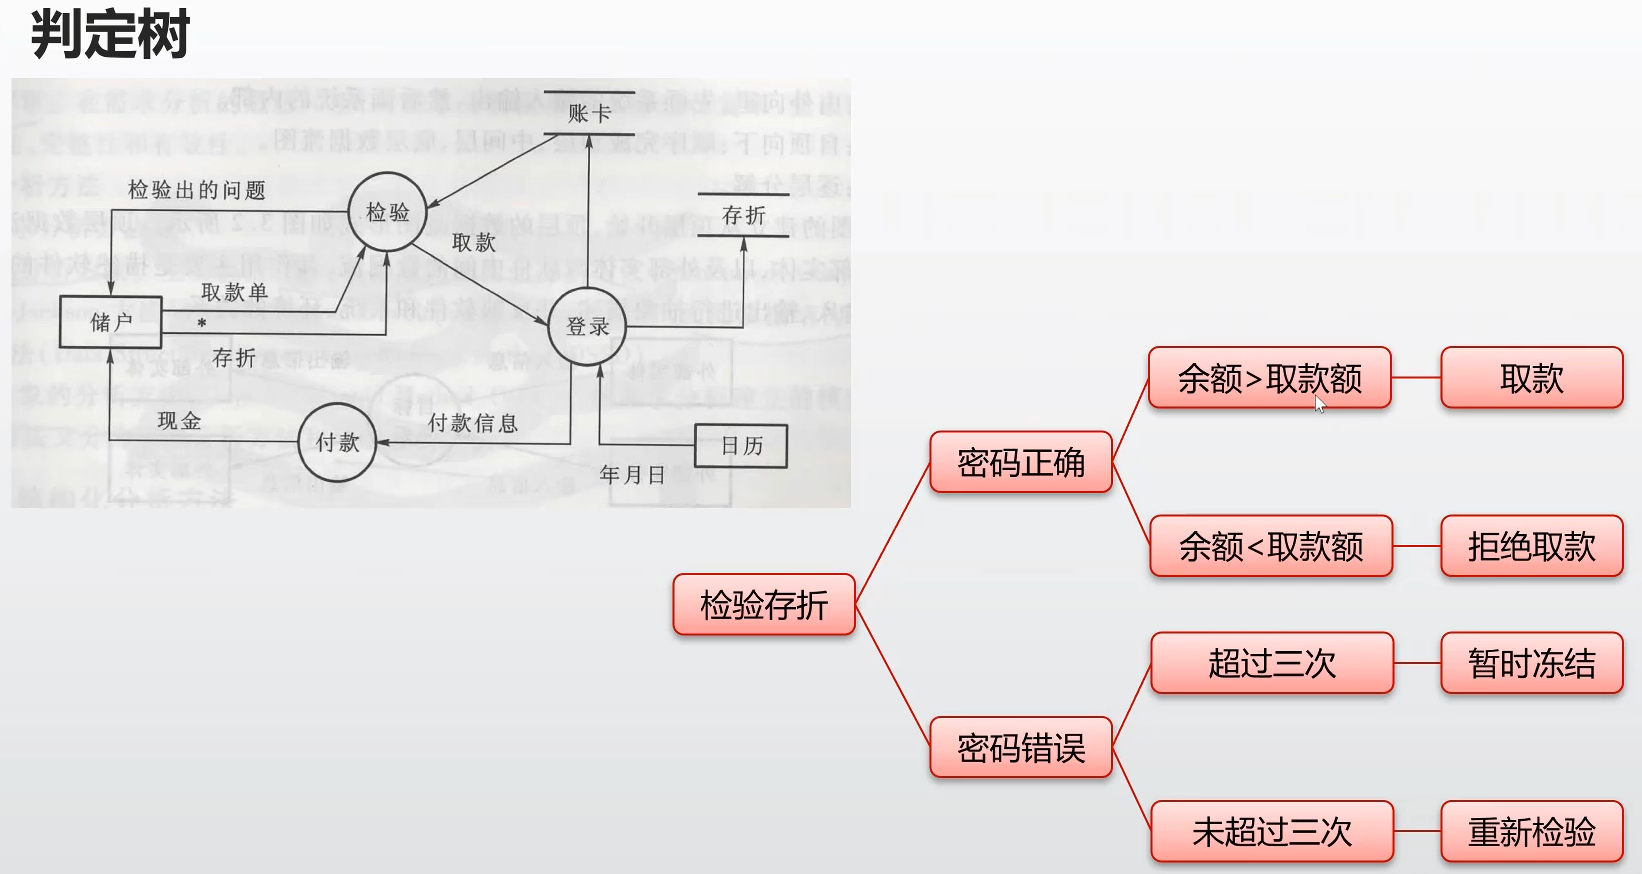 判定树
账卡
检验出的问题
检验
存折
取款
取款单
储户
*
登录
存折
现金
付款信息
付款
日历
年月日
余额>取款额
取款
密码正确
余额<取款额
拒绝取款
检验存折
超过三次
暂时冻结
密码错误
未超过三次
重新检验